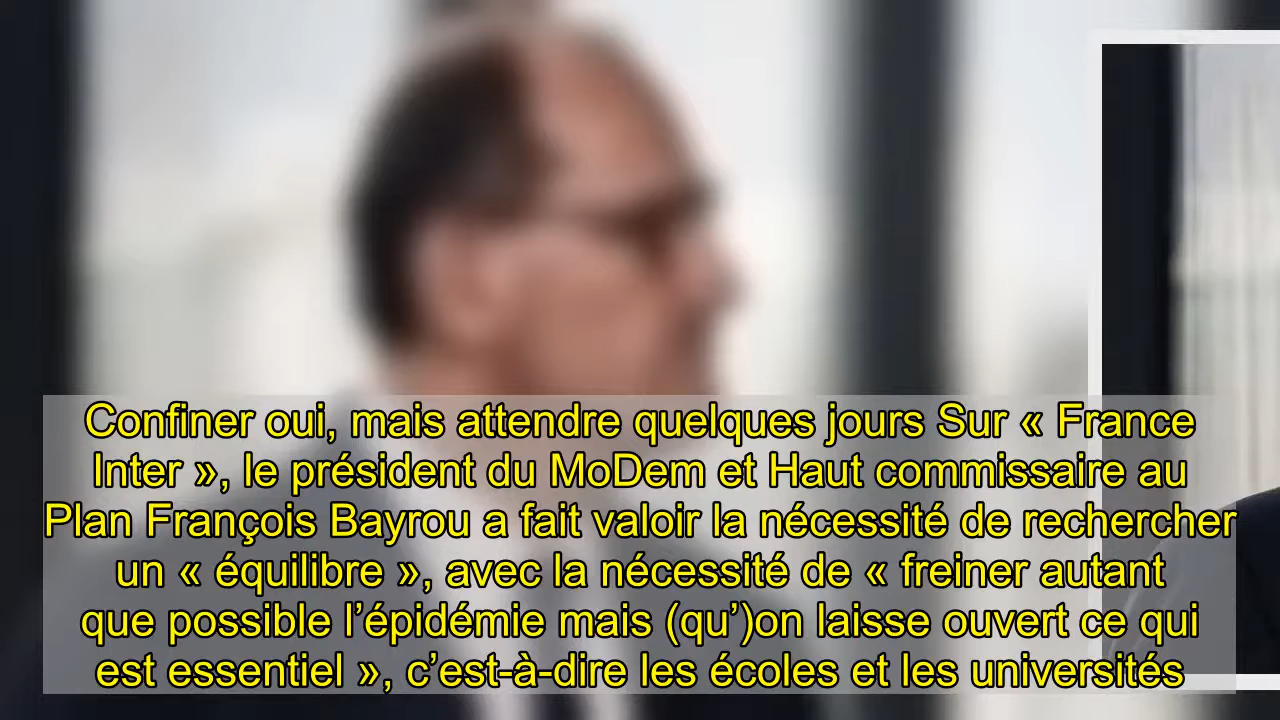 Confiner oui, mais attendre quelques jours Sur « France
Inter », le président du MoDem et Haut commissaire au
Plan François Bayrou a fait valoir la nécessité de rechercher
un « équilibre », avec la nécessité de « freiner autant
que possible l’épidémie mais (qu’)on laisse ouvert ce qui
est essentiel », c’est-à-dire les écoles et les universités